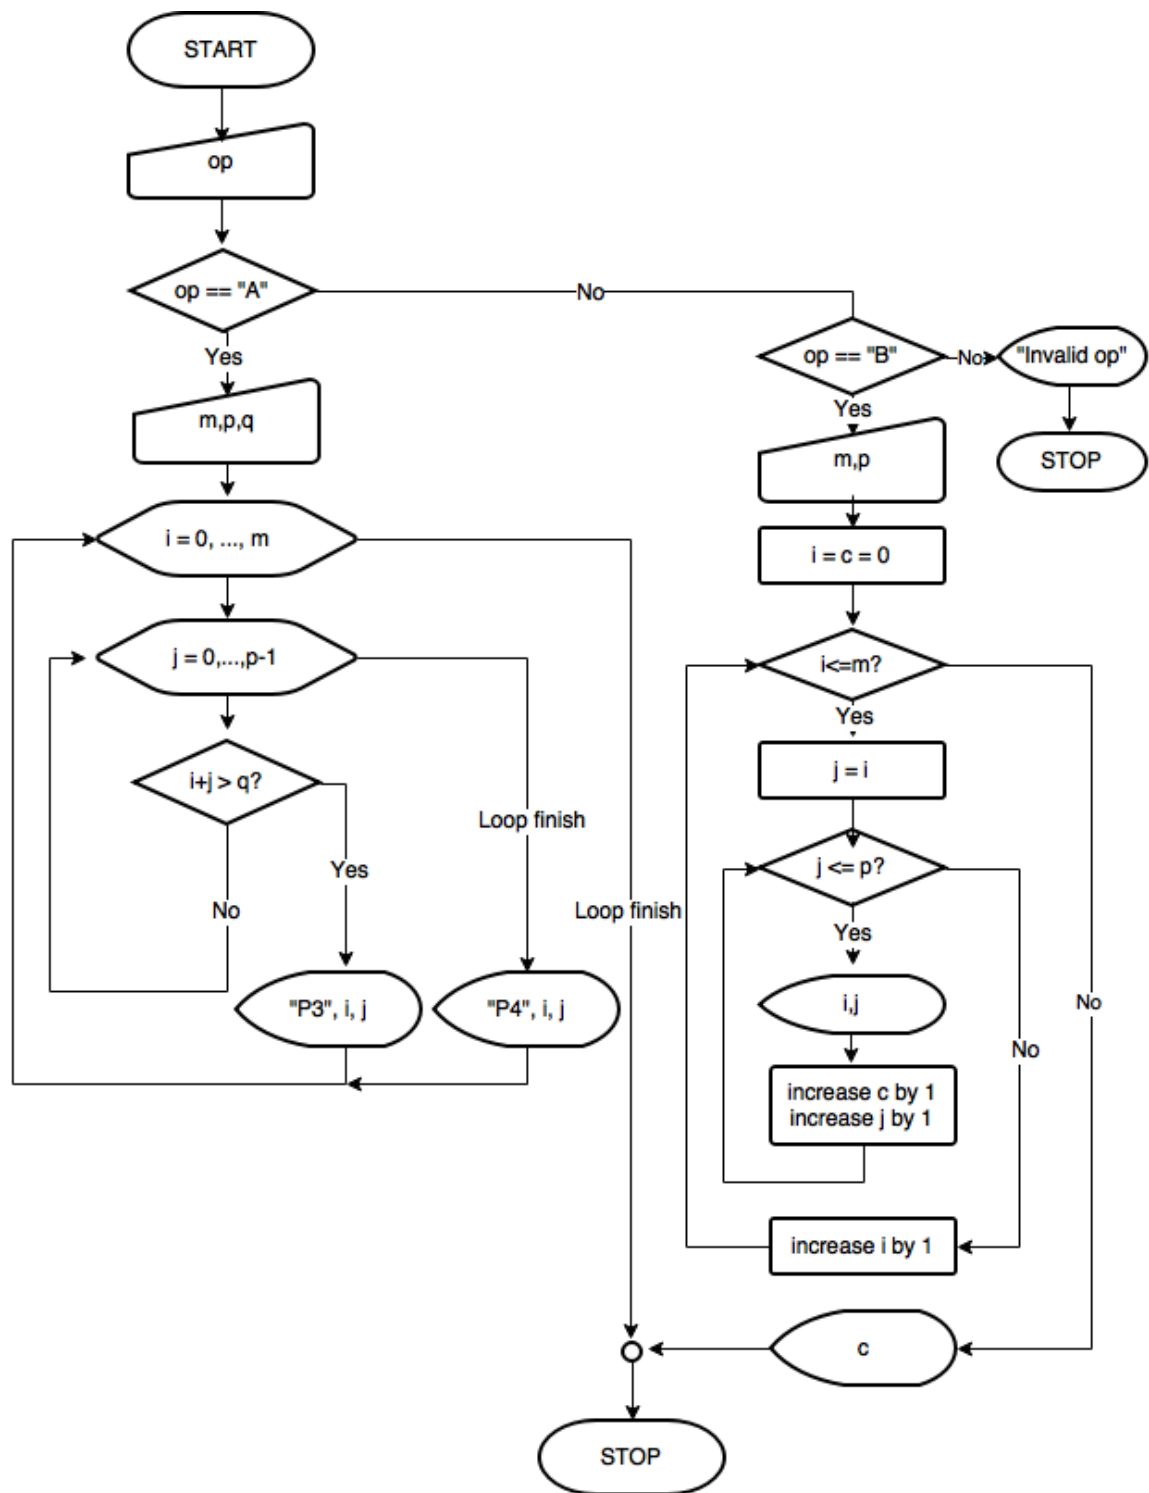 START
op
op == "A"
No
Yes
op == "B"
No
"Invalid op"
STOP
Yes
m,p,q
m,p
i = 0, ..., m
i = c = 0
j = 0,...,p-1
i<=m?
Yes
i+j > q?
j = i
Loop finish
Yes
j <= p?
No
Loop finish
Yes
"P3", i, j
"P4", i, j
i,j
No
No
increase c by 1
increase j by 1
increase i by 1
c
STOP